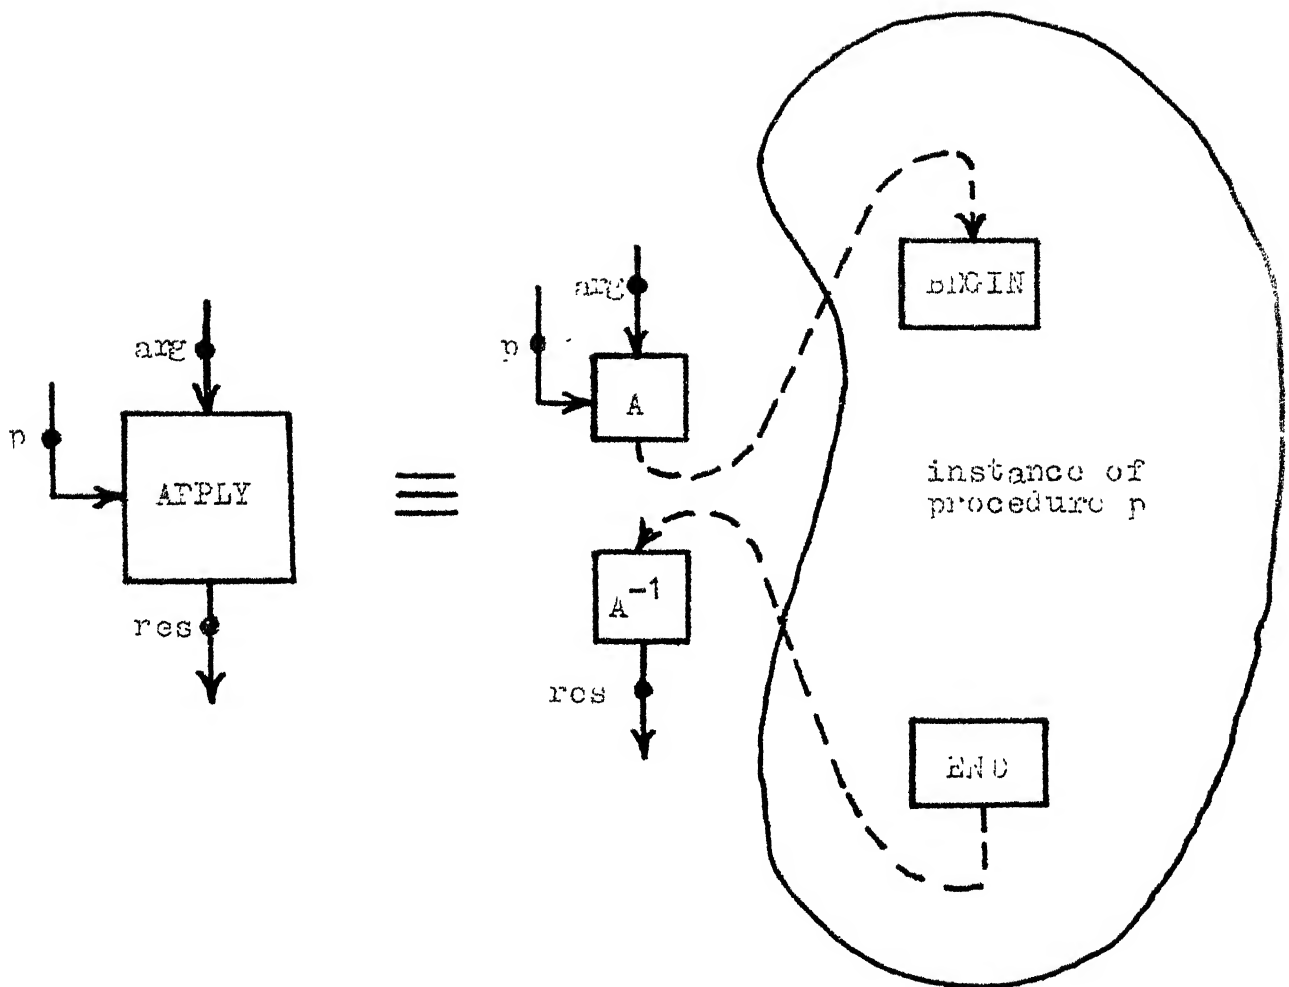 arg
p
APPLY
res
≡
arg
p
A
A⁻¹
res
BEGIN
instance of
procedure p
END